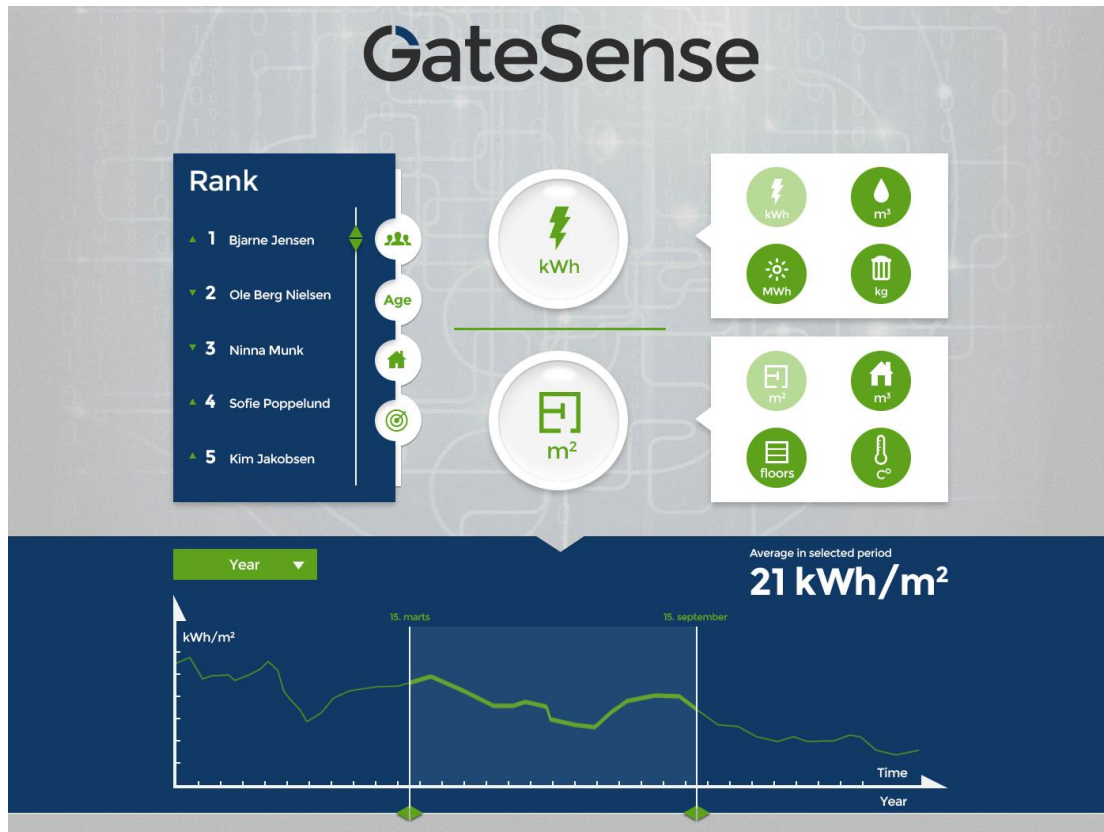 GateSense
Rank
1 Bjarne Jensen
2 Ole Berg Nielsen
3 Ninna Munk
4 Sofie Poppelund
5 Kim Jakobsen
Age
kWh
m²
kWh
m³
MWh
kg
m²
m³
floors
C°
Year
Average in selected period
21 kWh/m²
15. marts
15. september
kWh/m²
Time
Year